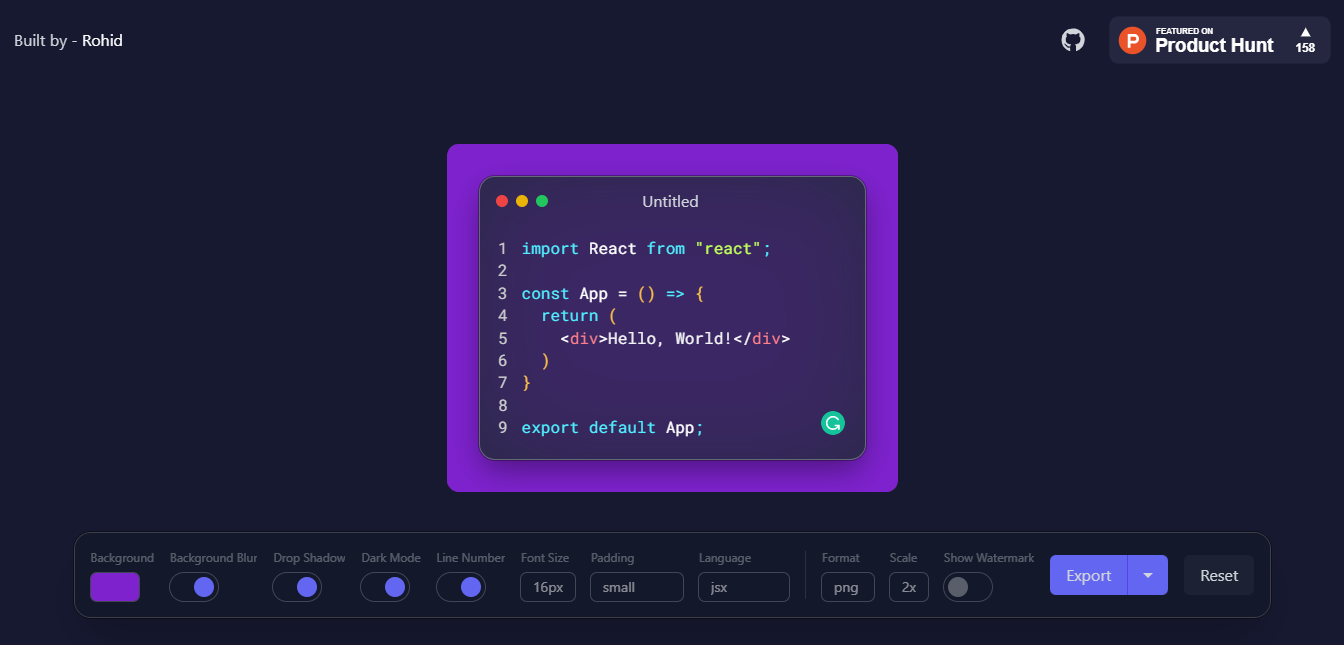 Built by - Rohid
FEATURED ON
Product Hunt
158
Untitled
1 import React from "react";
2
3 const App = () => {
4   return (
5     <div>Hello, World!</div>
6   )
7 }
8
9 export default App;
Background
Background Blur
Drop Shadow
Dark Mode
Line Number
Font Size
Padding
Language
Format
Scale
Show Watermark
16px
small
jsx
png
2x
Export
Reset